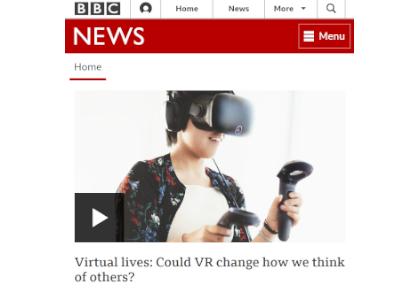 BBC Home News More
NEWS Menu
Home
Virtual lives: Could VR change how we think
of others?